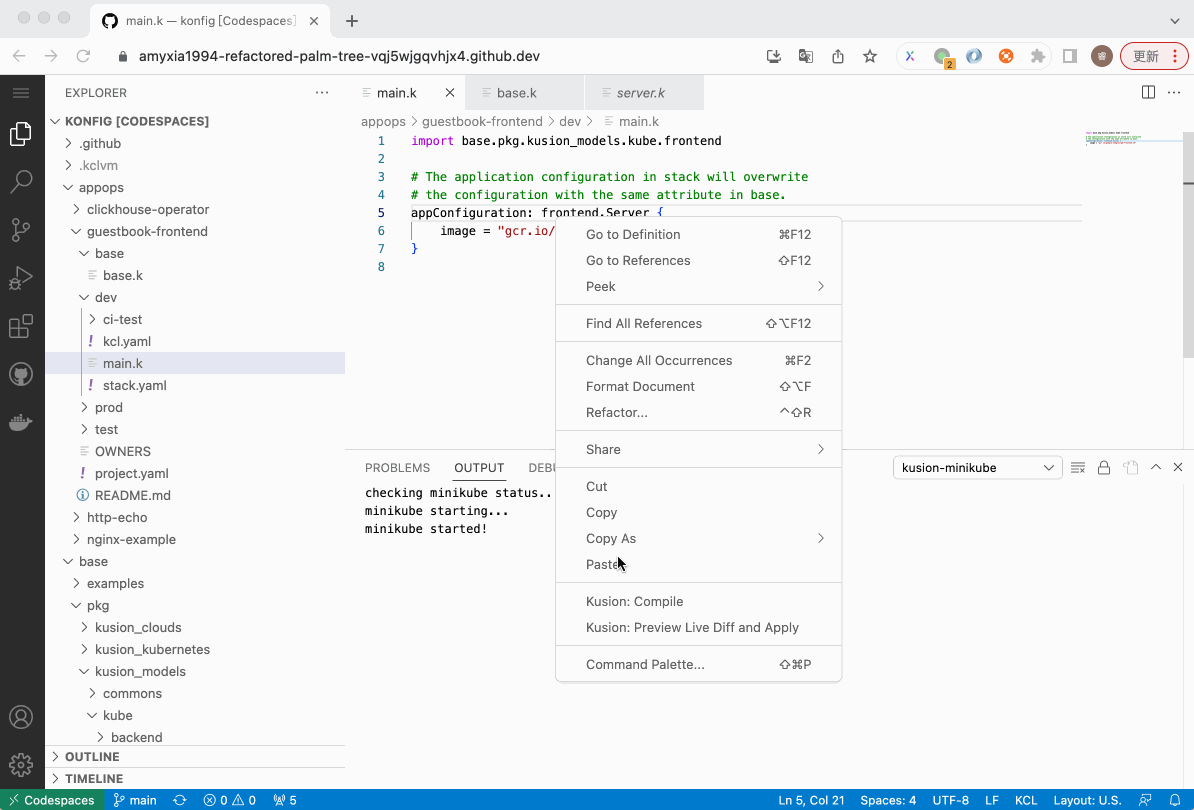 main.k — konfig [Codespaces]
amyxia1994-refactored-palm-tree-vqj5wjgqvhjx4.github.dev
2
更新
EXPLORER
KONFIG [CODESPACES]
.github
.kclvm
appops
clickhouse-operator
guestbook-frontend
base
base.k
dev
ci-test
! kcl.yaml
main.k
! stack.yaml
prod
test
OWNERS
! project.yaml
README.md
http-echo
nginx-example
base
examples
pkg
kusion_clouds
kusion_kubernetes
kusion_models
commons
kube
backend
OUTLINE
TIMELINE
main.k
base.k
server.k
appops > guestbook-frontend > dev > main.k
1 import base.pkg.kusion_models.kube.frontend
2
3 # The application configuration in stack will overwrite
4 # the configuration with the same attribute in base.
5 appConfiguration: frontend.Server {
6 image = "gcr.io/
7 }
8
Go to Definition ⌘F12
Go to References ⇧F12
Peek
Find All References ⇧⌥F12
Change All Occurrences ⌘F2
Format Document ⇧⌥F
Refactor... ^⇧R
Share
Cut
Copy
Copy As
Paste
Kusion: Compile
Kusion: Preview Live Diff and Apply
Command Palette... ⇧⌘P
PROBLEMS OUTPUT DEBU
kusion-minikube
checking minikube status..
minikube starting...
minikube started!
Codespaces main 0 0 5
Ln 5, Col 21 Spaces: 4 UTF-8 LF KCL Layout: U.S.